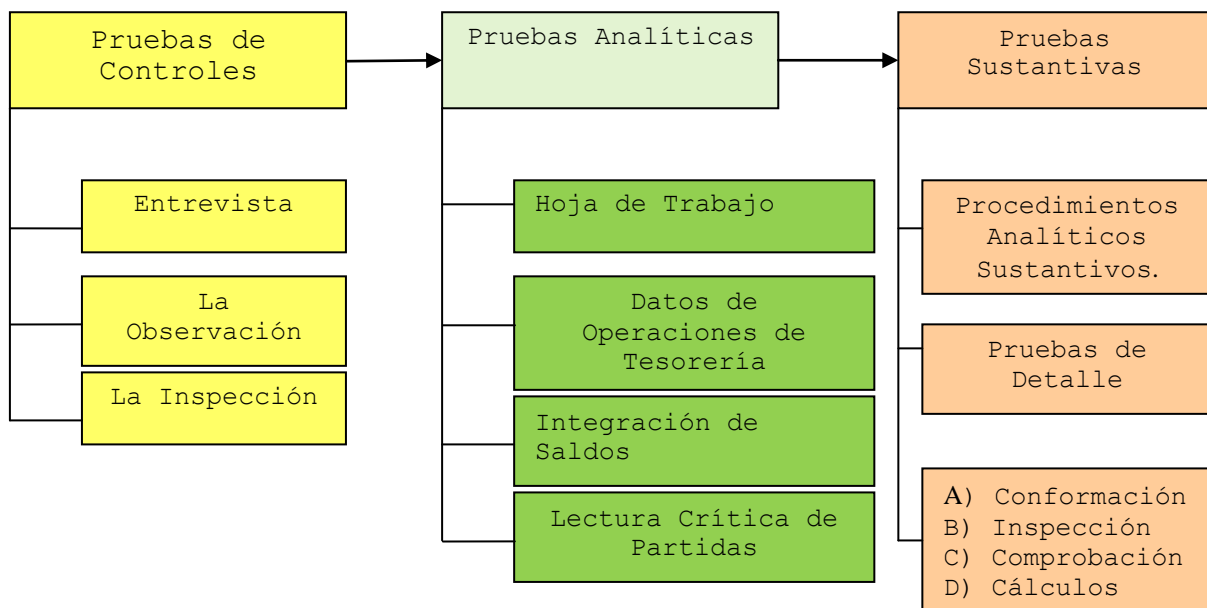 Pruebas de
Controles
Entrevista
La
Observación
La Inspección
Pruebas Analíticas
Hoja de Trabajo
Datos de
Operaciones de
Tesorería
Integración de
Saldos
Lectura Crítica de
Partidas
Pruebas
Sustantivas
Procedimientos
Analíticos
Sustantivos.
Pruebas de
Detalle
A) Conformación
B) Inspección
C) Comprobación
D) Cálculos